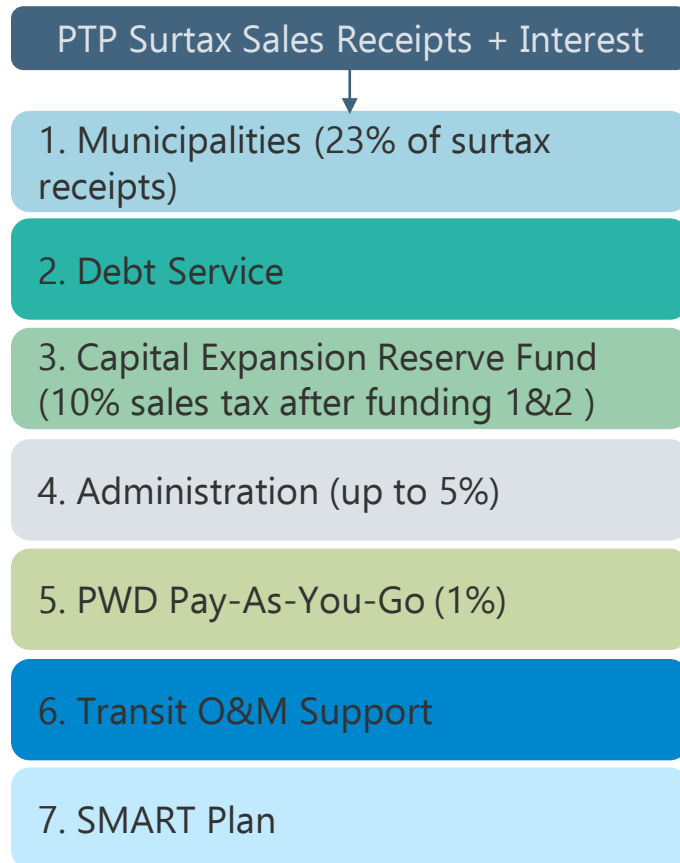 PTP Surtax Sales Receipts + Interest
1. Municipalities (23% of surtax
receipts)
2. Debt Service
3. Capital Expansion Reserve Fund
(10% sales tax after funding 1&2 )
4. Administration (up to 5%)
5. PWD Pay-As-You-Go (1%)
6. Transit O&M Support
7. SMART Plan